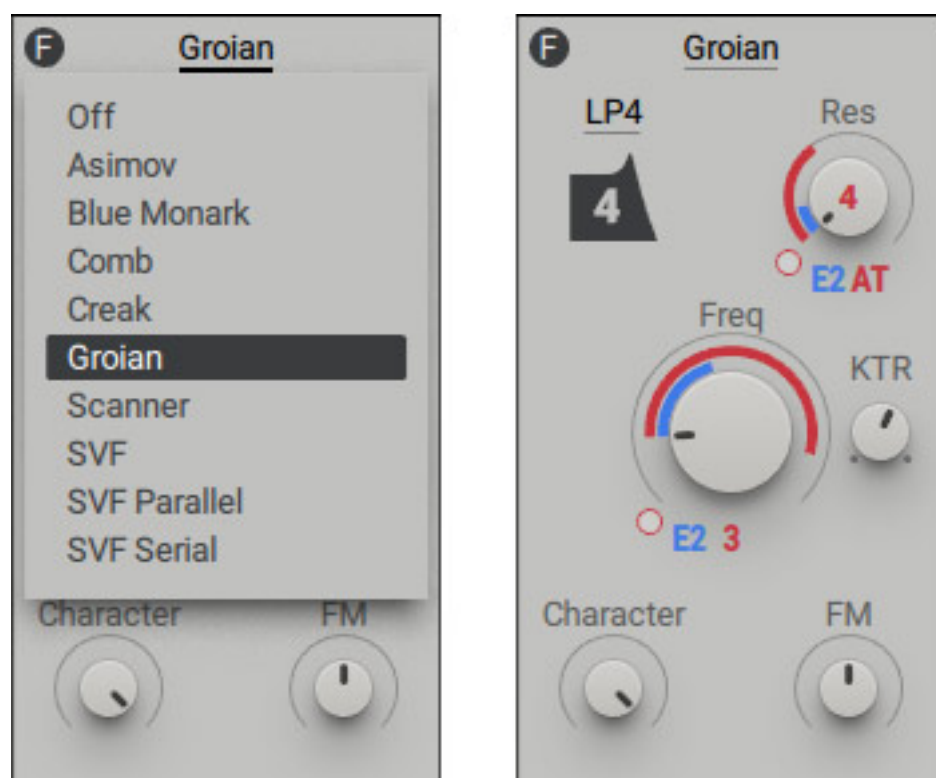 F Groian
Off
Asimov
Blue Monark
Comb
Creak
Groian
Scanner
SVF
SVF Parallel
SVF Serial
Character FM
F Groian
LP4 Res
4 4
E2 AT
Freq
KTR
E2 3
Character FM